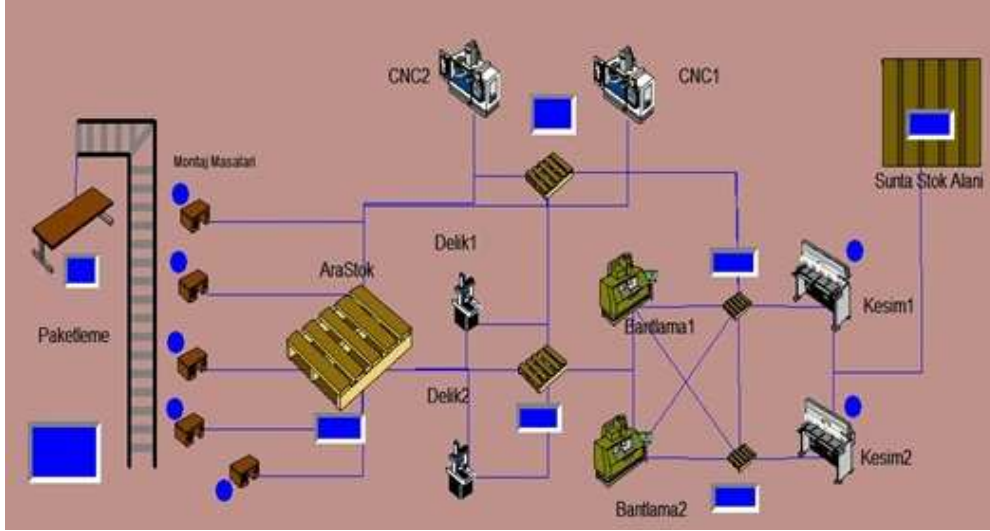 CNC2
CNC1
Montaj Masalari
Sunta Stok Alani
Delik1
AraStok
Kesim1
Bantlama1
Paketleme
Delik2
Kesim2
Bantlama2